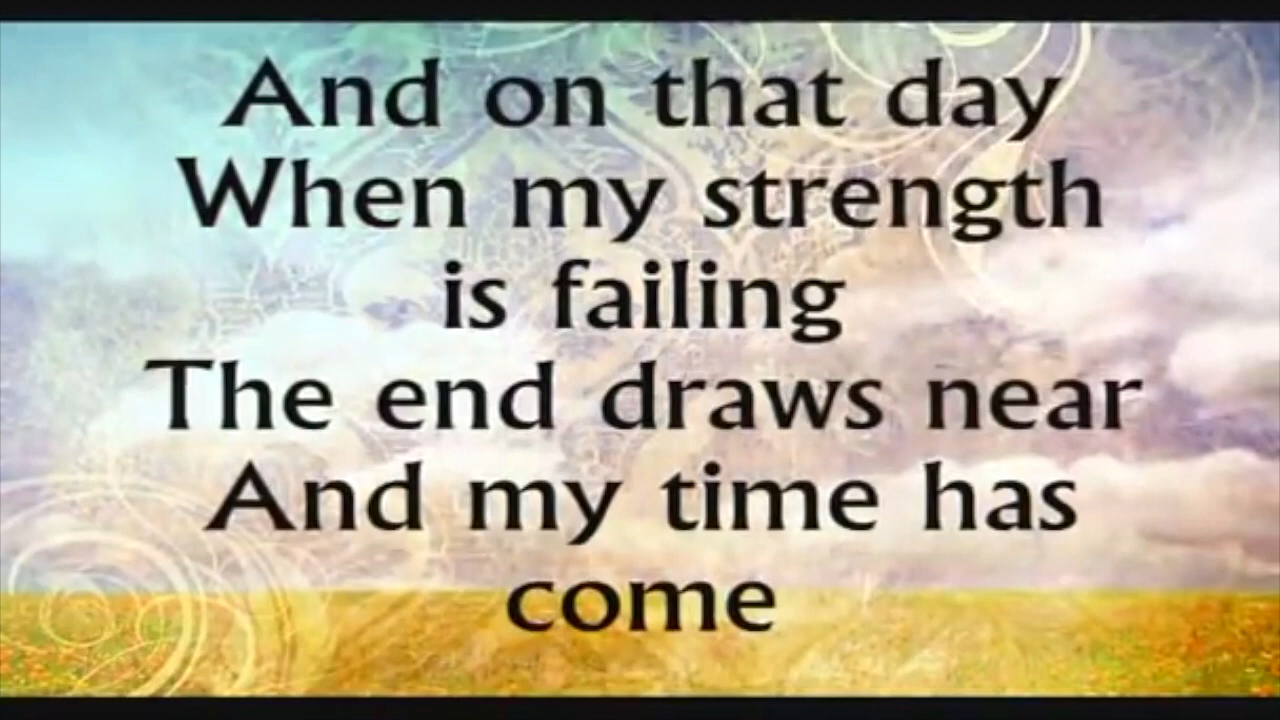 And on that day
When my strength
is failing
The end draws near
And my time has
come